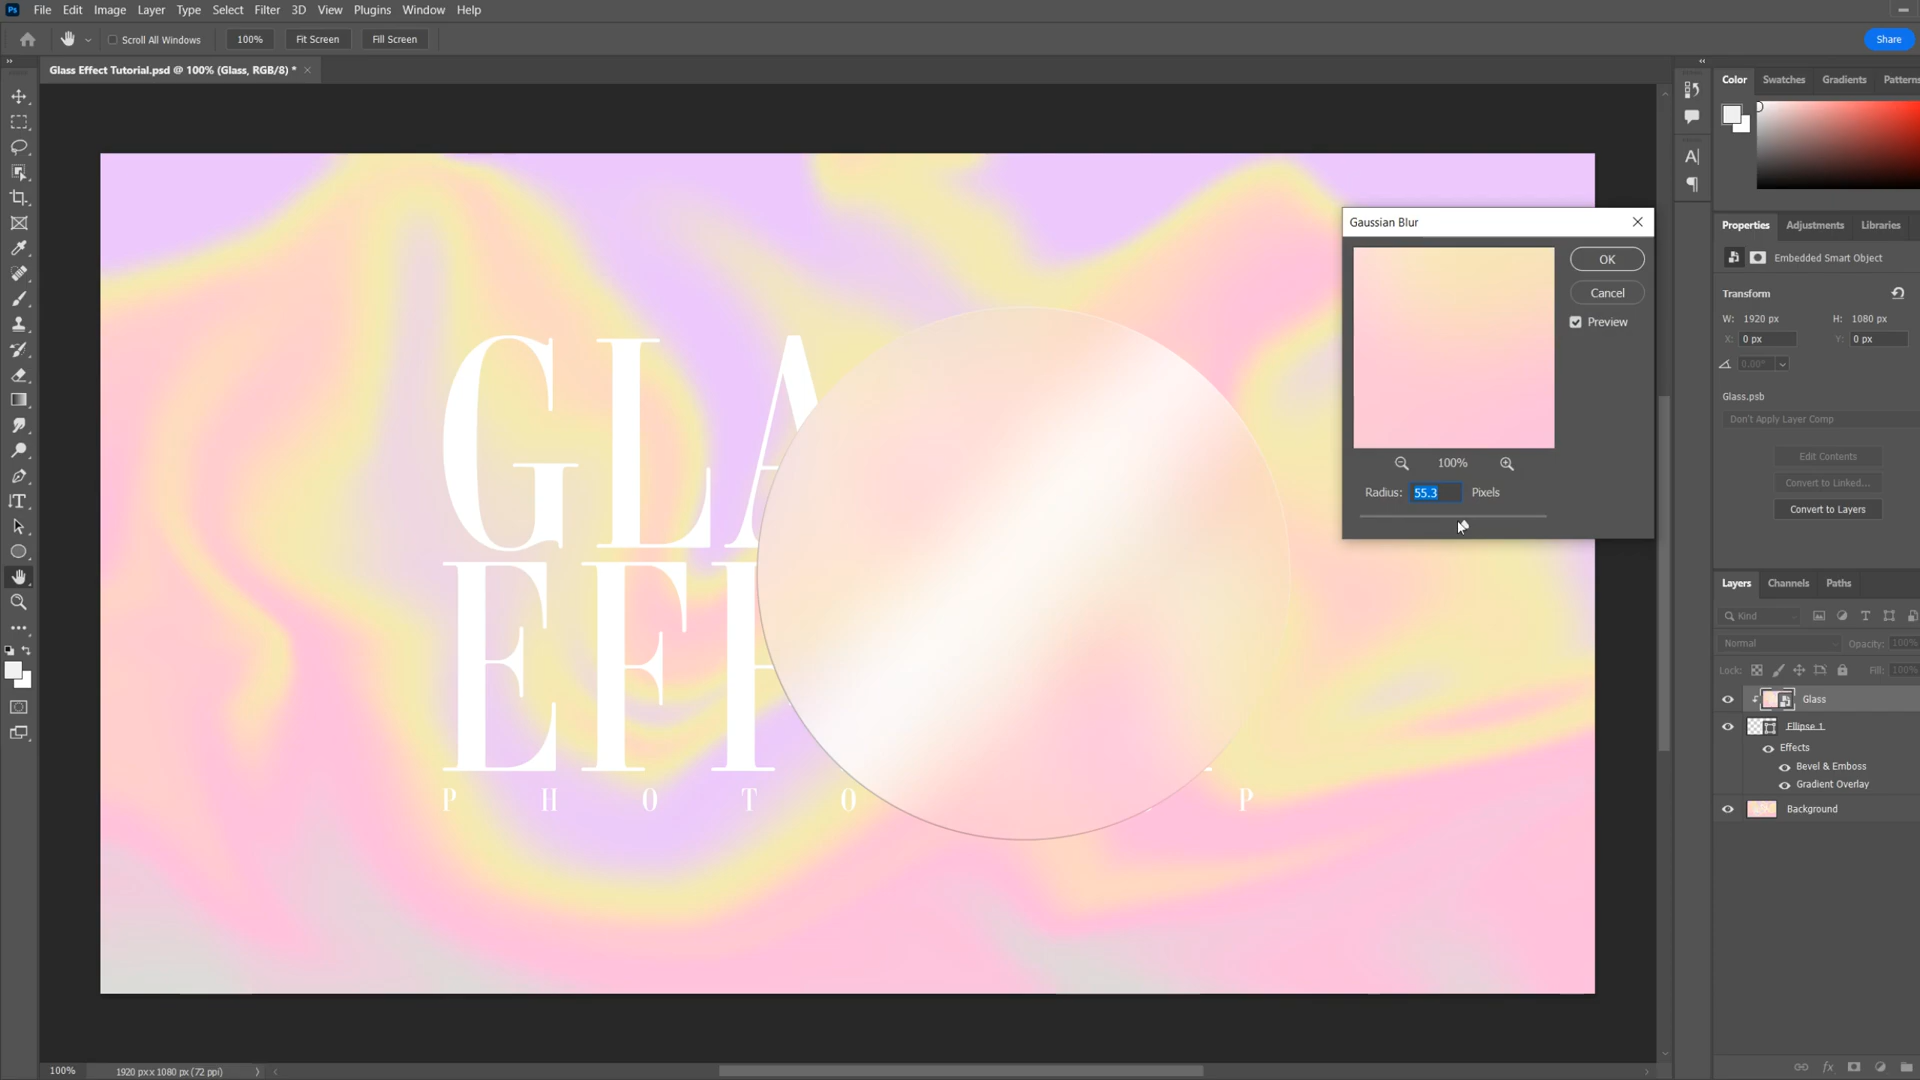 Ps File Edit Image Layer Type Select Filter 3D View Plugins Window Help
Scroll All Windows 100% Fit Screen Fill Screen Share
Glass Effect Tutorial.psd @ 100% (Glass, RGB/8) * ×
Color Swatches Gradients Patterns
Gaussian Blur
OK
Cancel
Preview
100%
Radius: 55.3 Pixels
Properties Adjustments Libraries
Embedded Smart Object
Transform
W: 1920 px H: 1080 px
X: 0 px Y: 0 px
0.00°
Glass.psb
Don't Apply Layer Comp
Edit Contents
Convert to Linked...
Convert to Layers
GLA
EFF
P H O T O P
Layers Channels Paths
Kind
Normal Opacity: 100%
Lock: Fill: 100%
Glass
Ellipse 1
Effects
Bevel & Emboss
Gradient Overlay
Background
100% 1920 px x 1080 px (72 ppi)